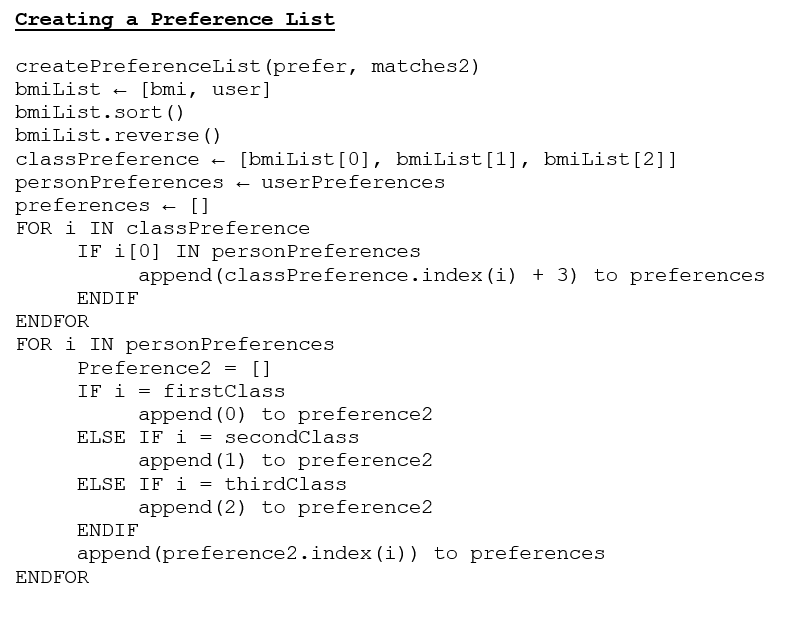 Creating a Preference List
createPreferenceList(prefer, matches2)
bmiList ← [bmi, user]
bmiList.sort()
bmiList.reverse()
classPreference ← [bmiList[0], bmiList[1], bmiList[2]]
personPreferences ← userPreferences
preferences ← []
FOR i IN classPreference
     IF i[0] IN personPreferences
          append(classPreference.index(i) + 3) to preferences
     ENDIF
ENDFOR
FOR i IN personPreferences
     Preference2 = []
     IF i = firstClass
          append(0) to preference2
     ELSE IF i = secondClass
          append(1) to preference2
     ELSE IF i = thirdClass
          append(2) to preference2
     ENDIF
     append(preference2.index(i)) to preferences
ENDFOR